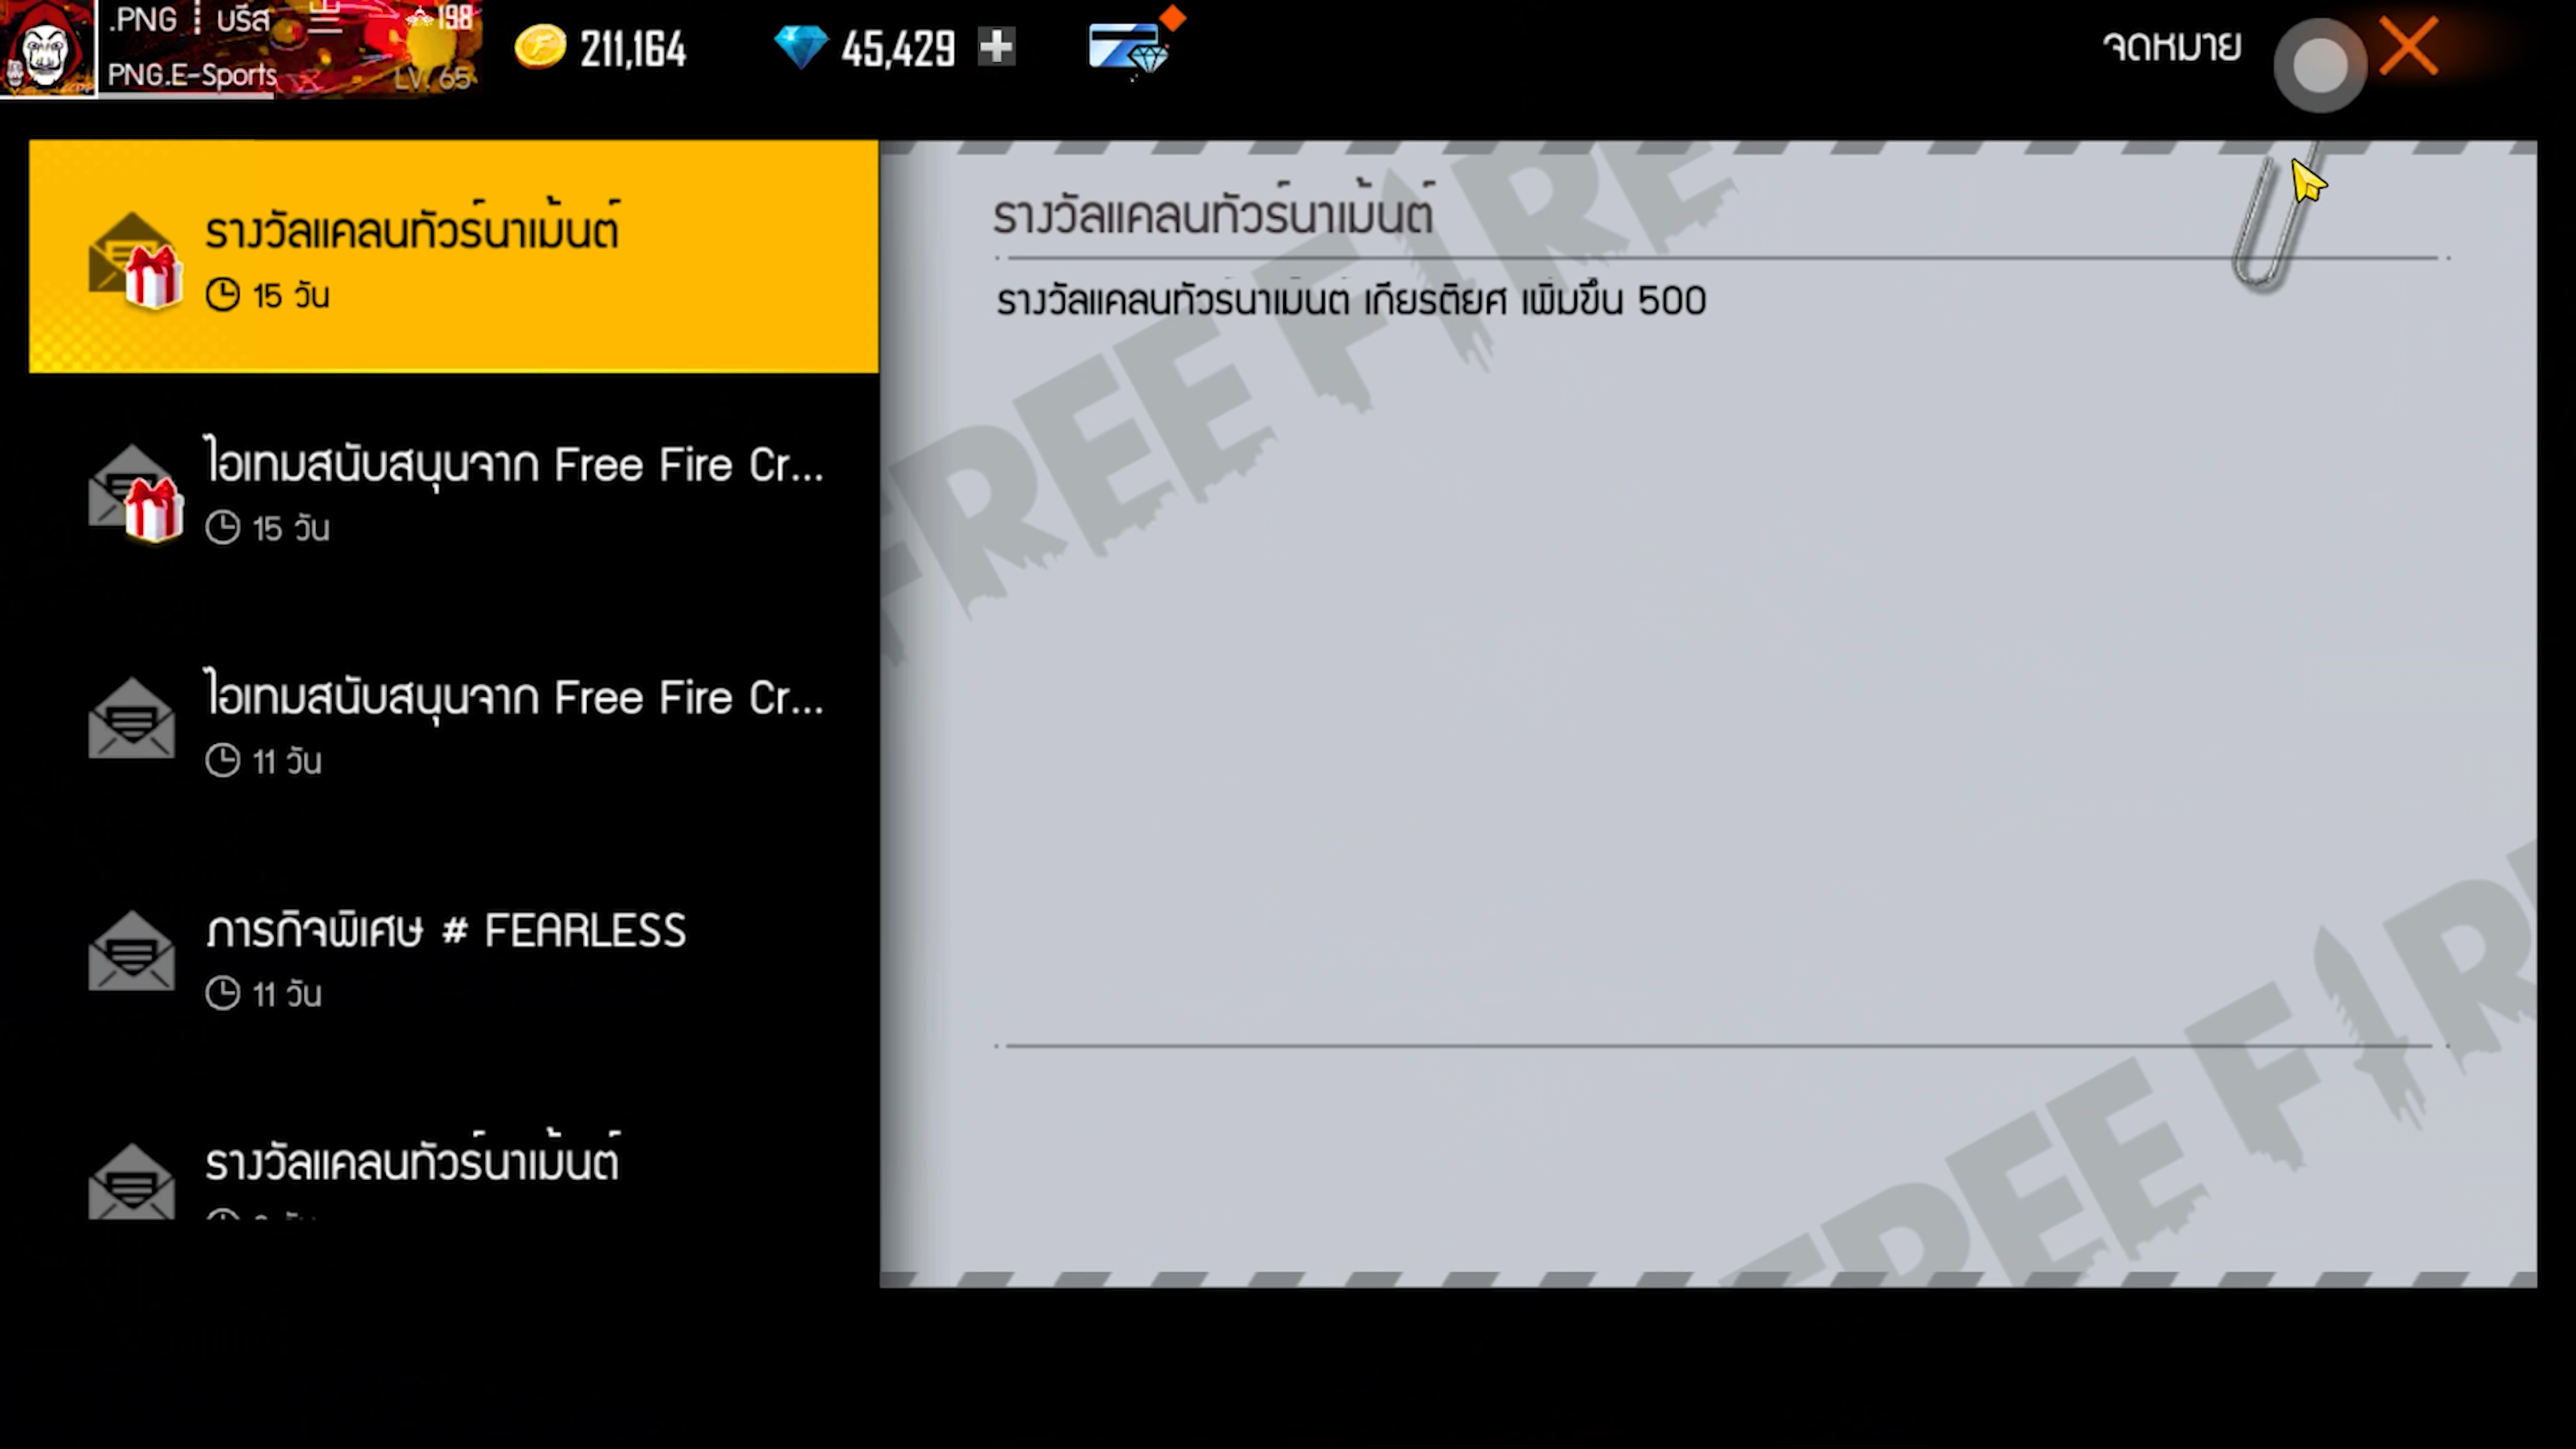 .PNG ┋ บรีส 亗
198
PNG.E-Sports
LV. 65
211,164
45,429
จดหมาย
รางวัลแคลนทัวร์นาเม้นต์
15 วัน
ไอเทมสนับสนุนจาก Free Fire Cr...
15 วัน
ไอเทมสนับสนุนจาก Free Fire Cr...
11 วัน
ภารกิจพิเศษ # FEARLESS
11 วัน
รางวัลแคลนทัวร์นาเม้นต์
รางวัลแคลนทัวร์นาเม้นต์
รางวัลแคลนทัวร์นาเม้นต์ เกียรติยศ เพิ่มขึ้น 500
FREE FIRE
FREE FIR